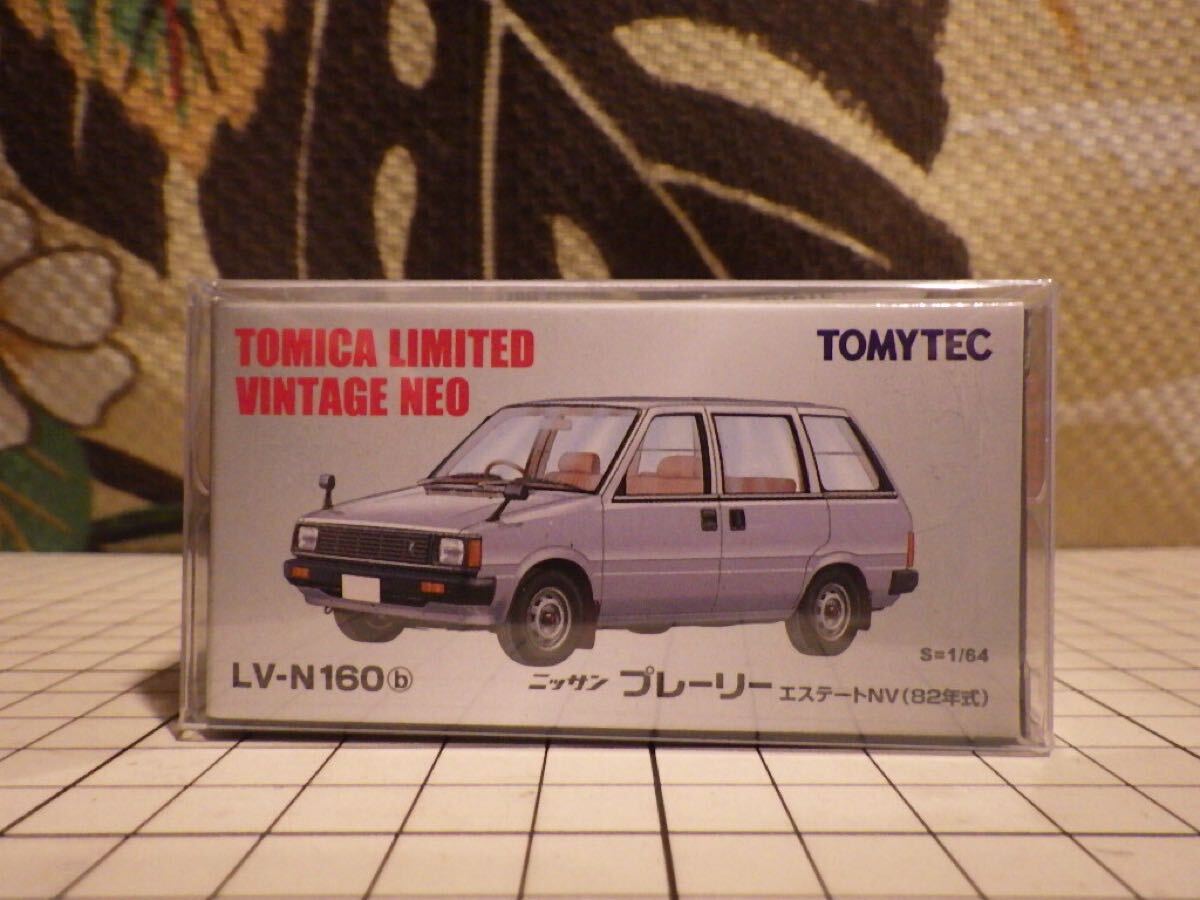 TOMICA LIMITED
VINTAGE NEO
TOMYTEC
S=1/64
LV-N160ⓑ
ニッサン プレーリー エステートNV(82年式)